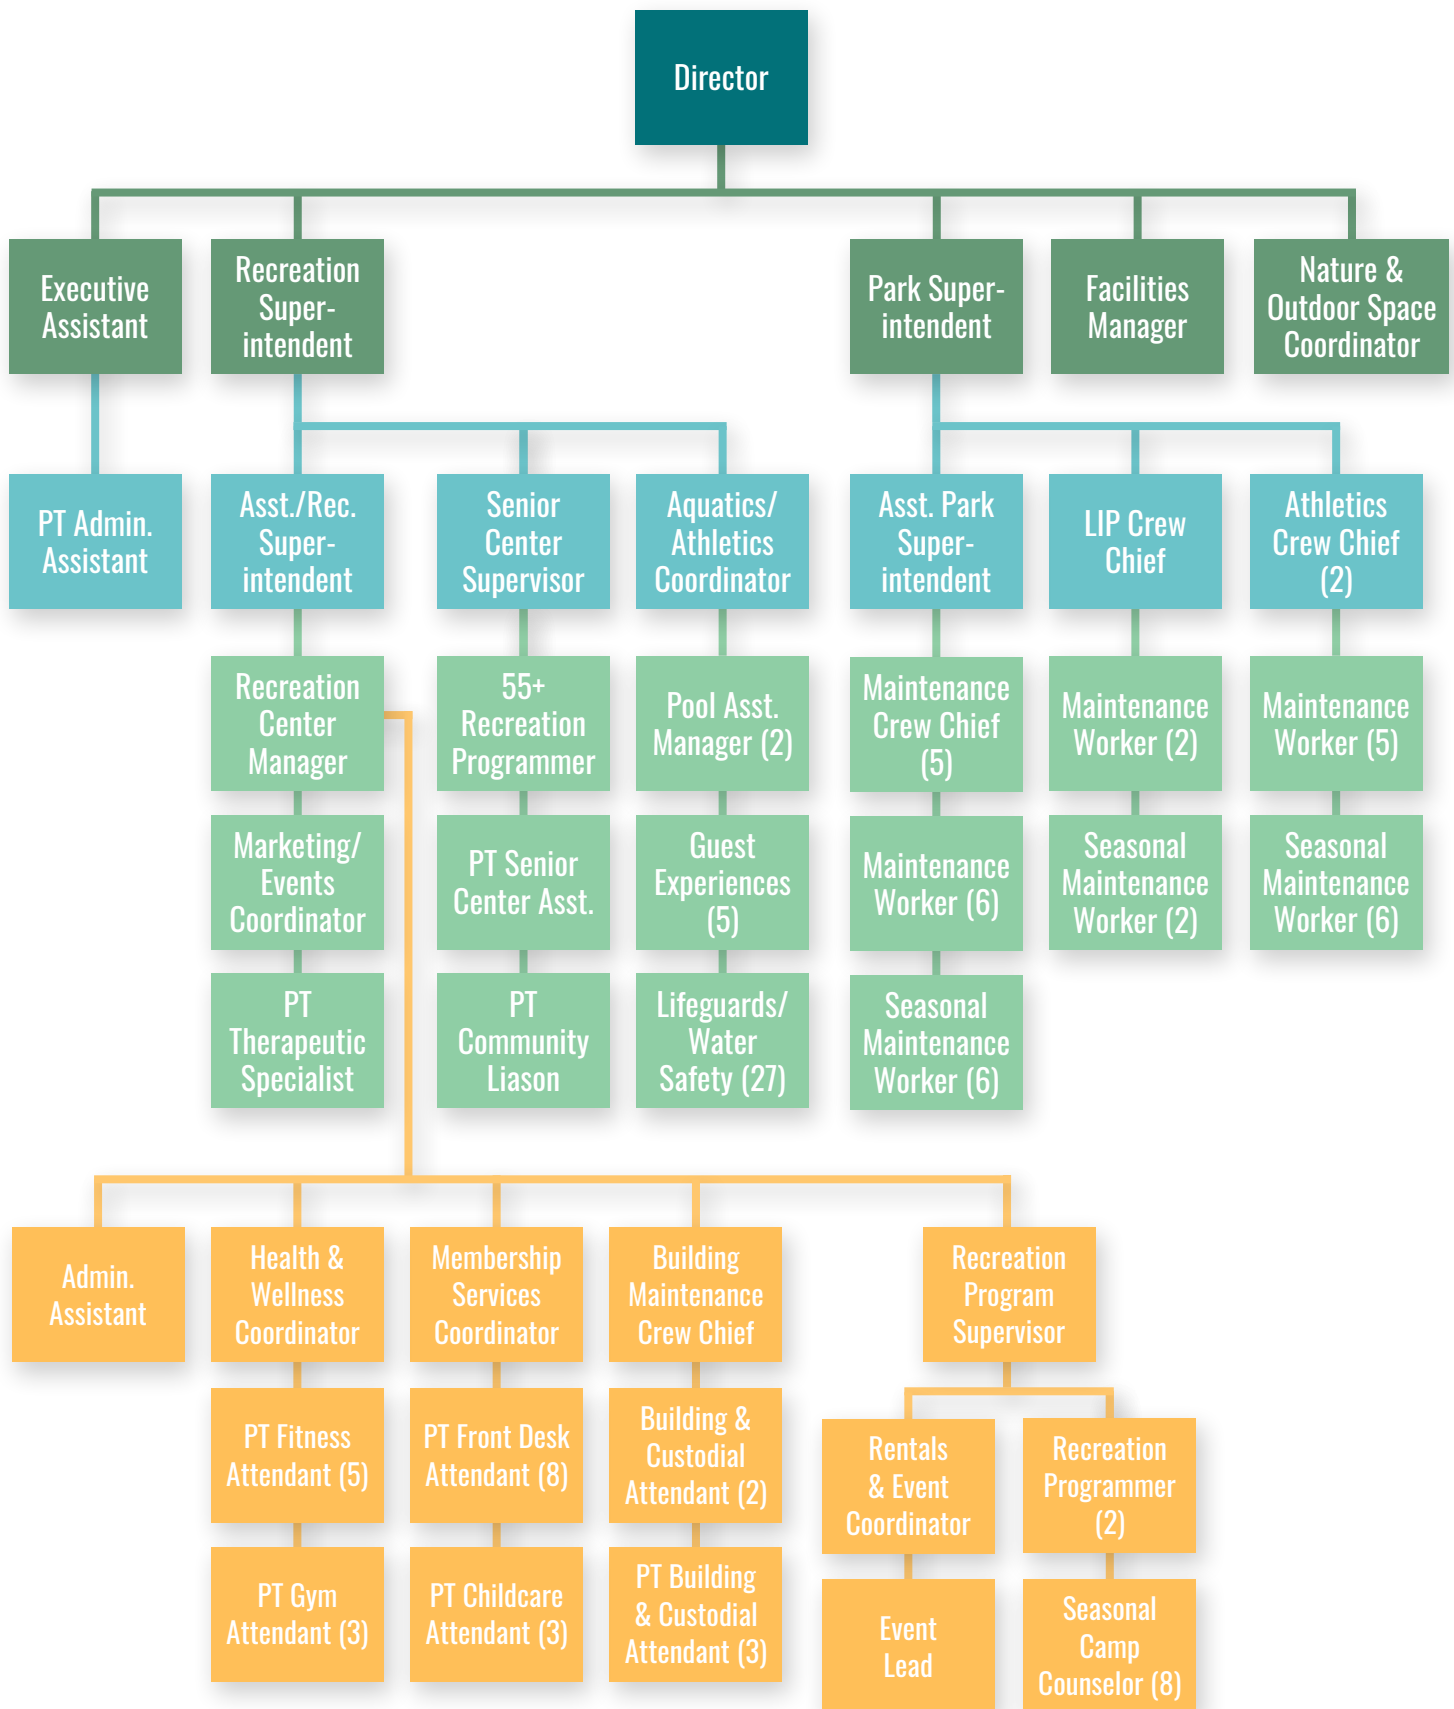 Director
Executive
Assistant
Recreation
Super-
intendent
Park Super-
intendent
Facilities
Manager
Nature &
Outdoor Space
Coordinator
PT Admin.
Assistant
Asst./Rec.
Super-
intendent
Senior
Center
Supervisor
Aquatics/
Athletics
Coordinator
Asst. Park
Super-
intendent
LIP Crew
Chief
Athletics
Crew Chief
(2)
Recreation
Center
Manager
55+
Recreation
Programmer
Pool Asst.
Manager (2)
Maintenance
Crew Chief
(5)
Maintenance
Worker (2)
Maintenance
Worker (5)
Marketing/
Events
Coordinator
PT Senior
Center Asst.
Guest
Experiences
(5)
Maintenance
Worker (6)
Seasonal
Maintenance
Worker (2)
Seasonal
Maintenance
Worker (6)
PT
Therapeutic
Specialist
PT
Community
Liason
Lifeguards/
Water
Safety (27)
Seasonal
Maintenance
Worker (6)
Admin.
Assistant
Health &
Wellness
Coordinator
Membership
Services
Coordinator
Building
Maintenance
Crew Chief
Recreation
Program
Supervisor
PT Fitness
Attendant (5)
PT Front Desk
Attendant (8)
Building &
Custodial
Attendant (2)
Rentals
& Event
Coordinator
Recreation
Programmer
(2)
PT Gym
Attendant (3)
PT Childcare
Attendant (3)
PT Building
& Custodial
Attendant (3)
Event
Lead
Seasonal
Camp
Counselor (8)